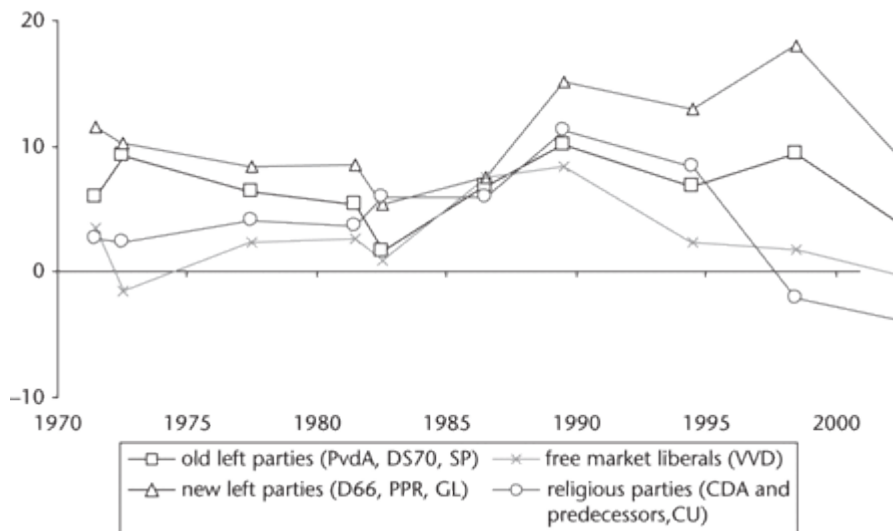 20
10
0
–10
1970 1975 1980 1985 1990 1995 2000
old left parties (PvdA, DS70, SP) free market liberals (VVD)
new left parties (D66, PPR, GL) religious parties (CDA and
predecessors,CU)